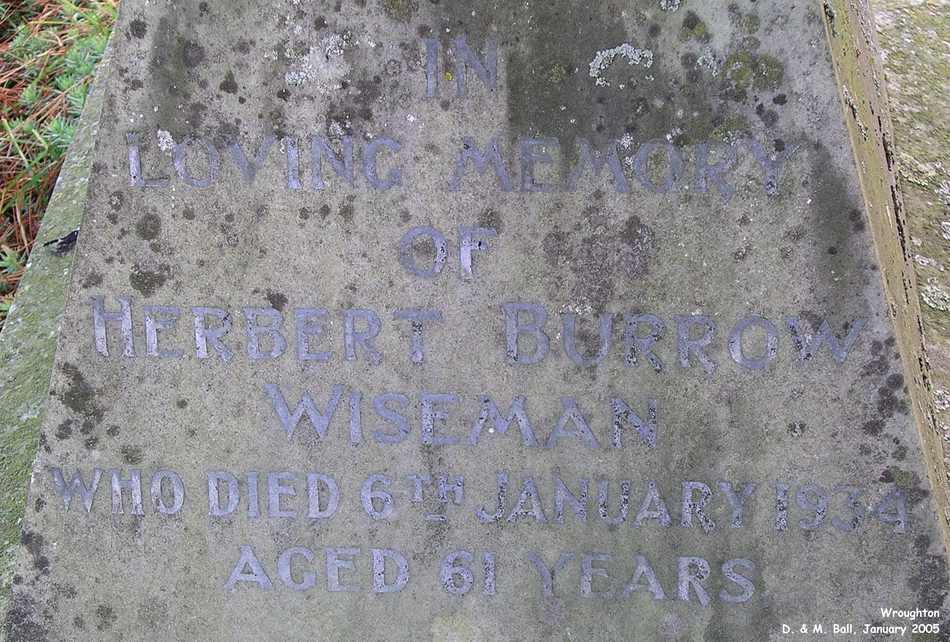 IN
LOVING MEMORY
OF
HERBERT BURROW
WISEMAN
WHO DIED 6TH JANUARY 1934
AGED 61 YEARS
Wroughton
D. & M. Ball, January 2005